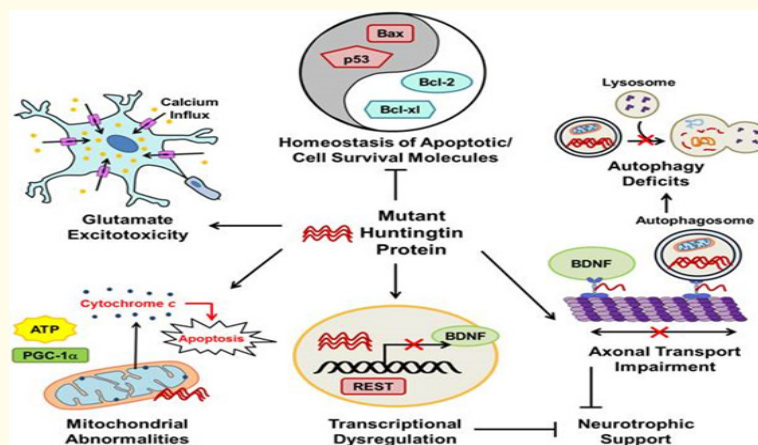 Bax
p53
Bcl-2
Bcl-xl
Homeostasis of Apoptotic/
Cell Survival Molecules
Calcium
Influx
Glutamate
Excitotoxicity
Lysosome
Autophagy
Deficits
Autophagosome
Mutant
Huntingtin
Protein
BDNF
Axonal Transport
Impairment
Cytochrome c
Apoptosis
ATP
PGC-1α
Mitochondrial
Abnormalities
BDNF
REST
Transcriptional
Dysregulation
Neurotrophic
Support